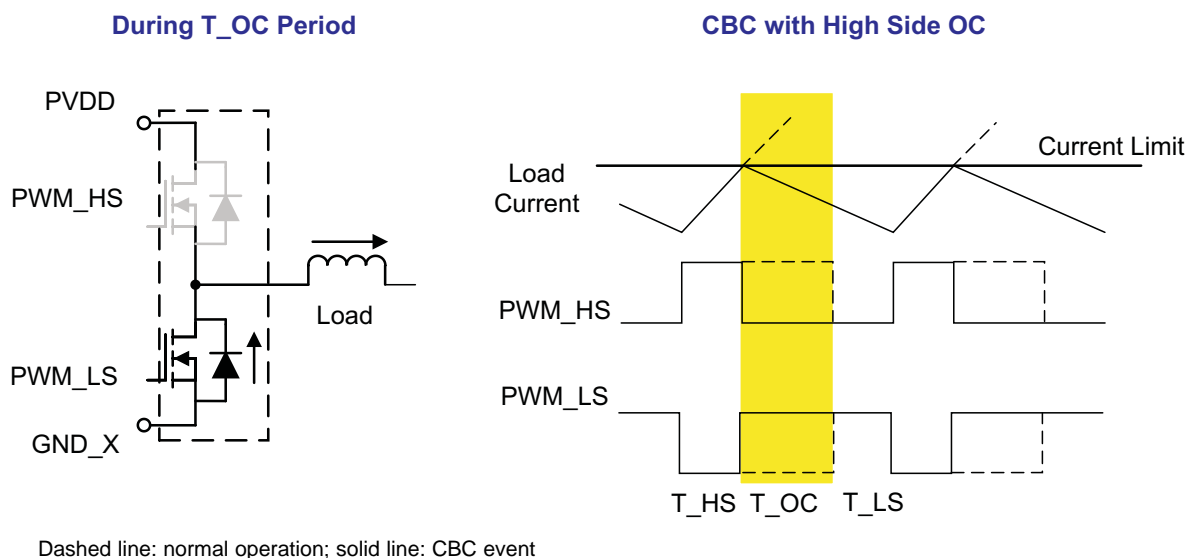 During T_OC Period
CBC with High Side OC
PVDD
PWM_HS
Load
PWM_LS
GND_X
Current Limit
Load
Current
PWM_HS
PWM_LS
T_HS T_OC T_LS
Dashed line: normal operation; solid line: CBC event